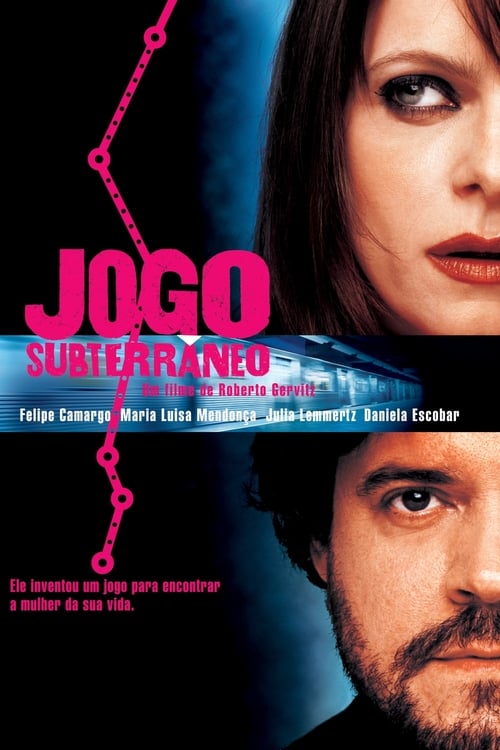 JOGO
SUBTERRÂNEO
Um filme de Roberto Gervitz
Felipe Camargo Maria Luisa Mendonça Julia Lemmertz Daniela Escobar
Ele inventou um jogo para encontrar
a mulher da sua vida.